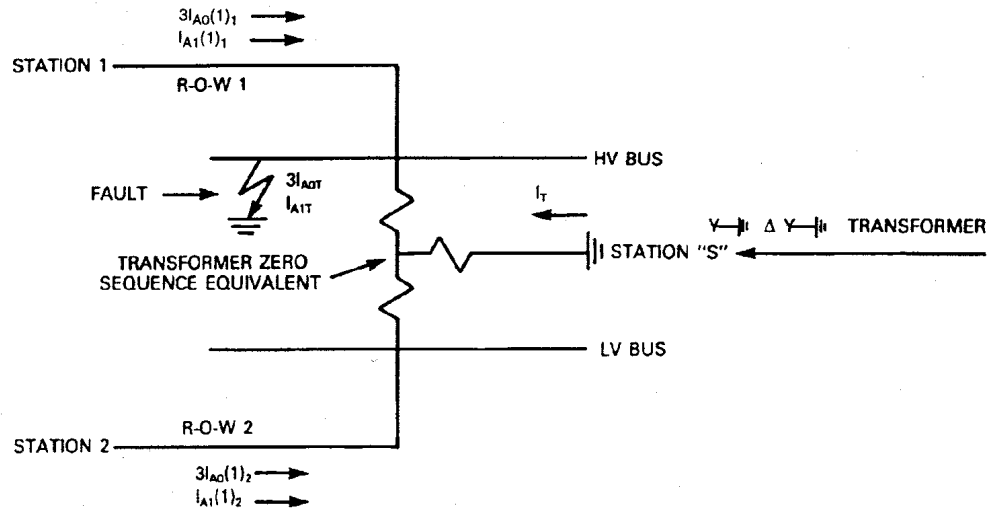 3I_A0(1)_1
I_A1(1)_1
STATION 1
R-O-W 1
HV BUS
FAULT
3I_A0T
I_A1T
I_T
Y Δ Y TRANSFORMER
STATION "S"
TRANSFORMER ZERO
SEQUENCE EQUIVALENT
LV BUS
R-O-W 2
STATION 2
3I_A0(1)_2
I_A1(1)_2